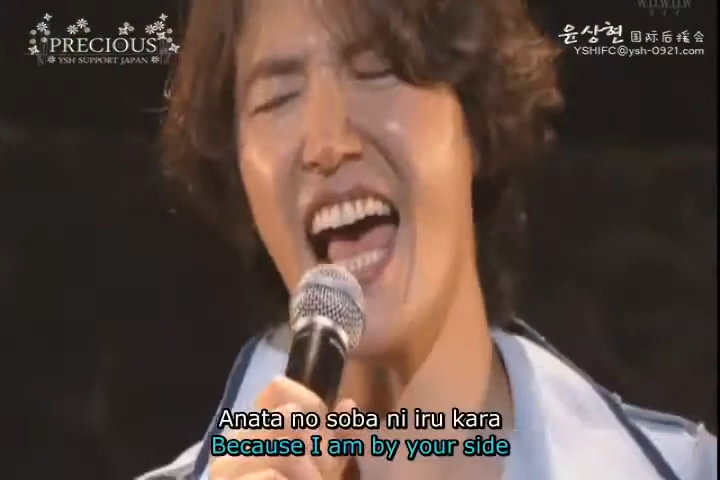 PRECIOUS
YSH SUPPORT JAPAN
윤상현 国际后援会
YSHIFC@ysh-0921.com
Anata no soba ni iru kara
Because I am by your side